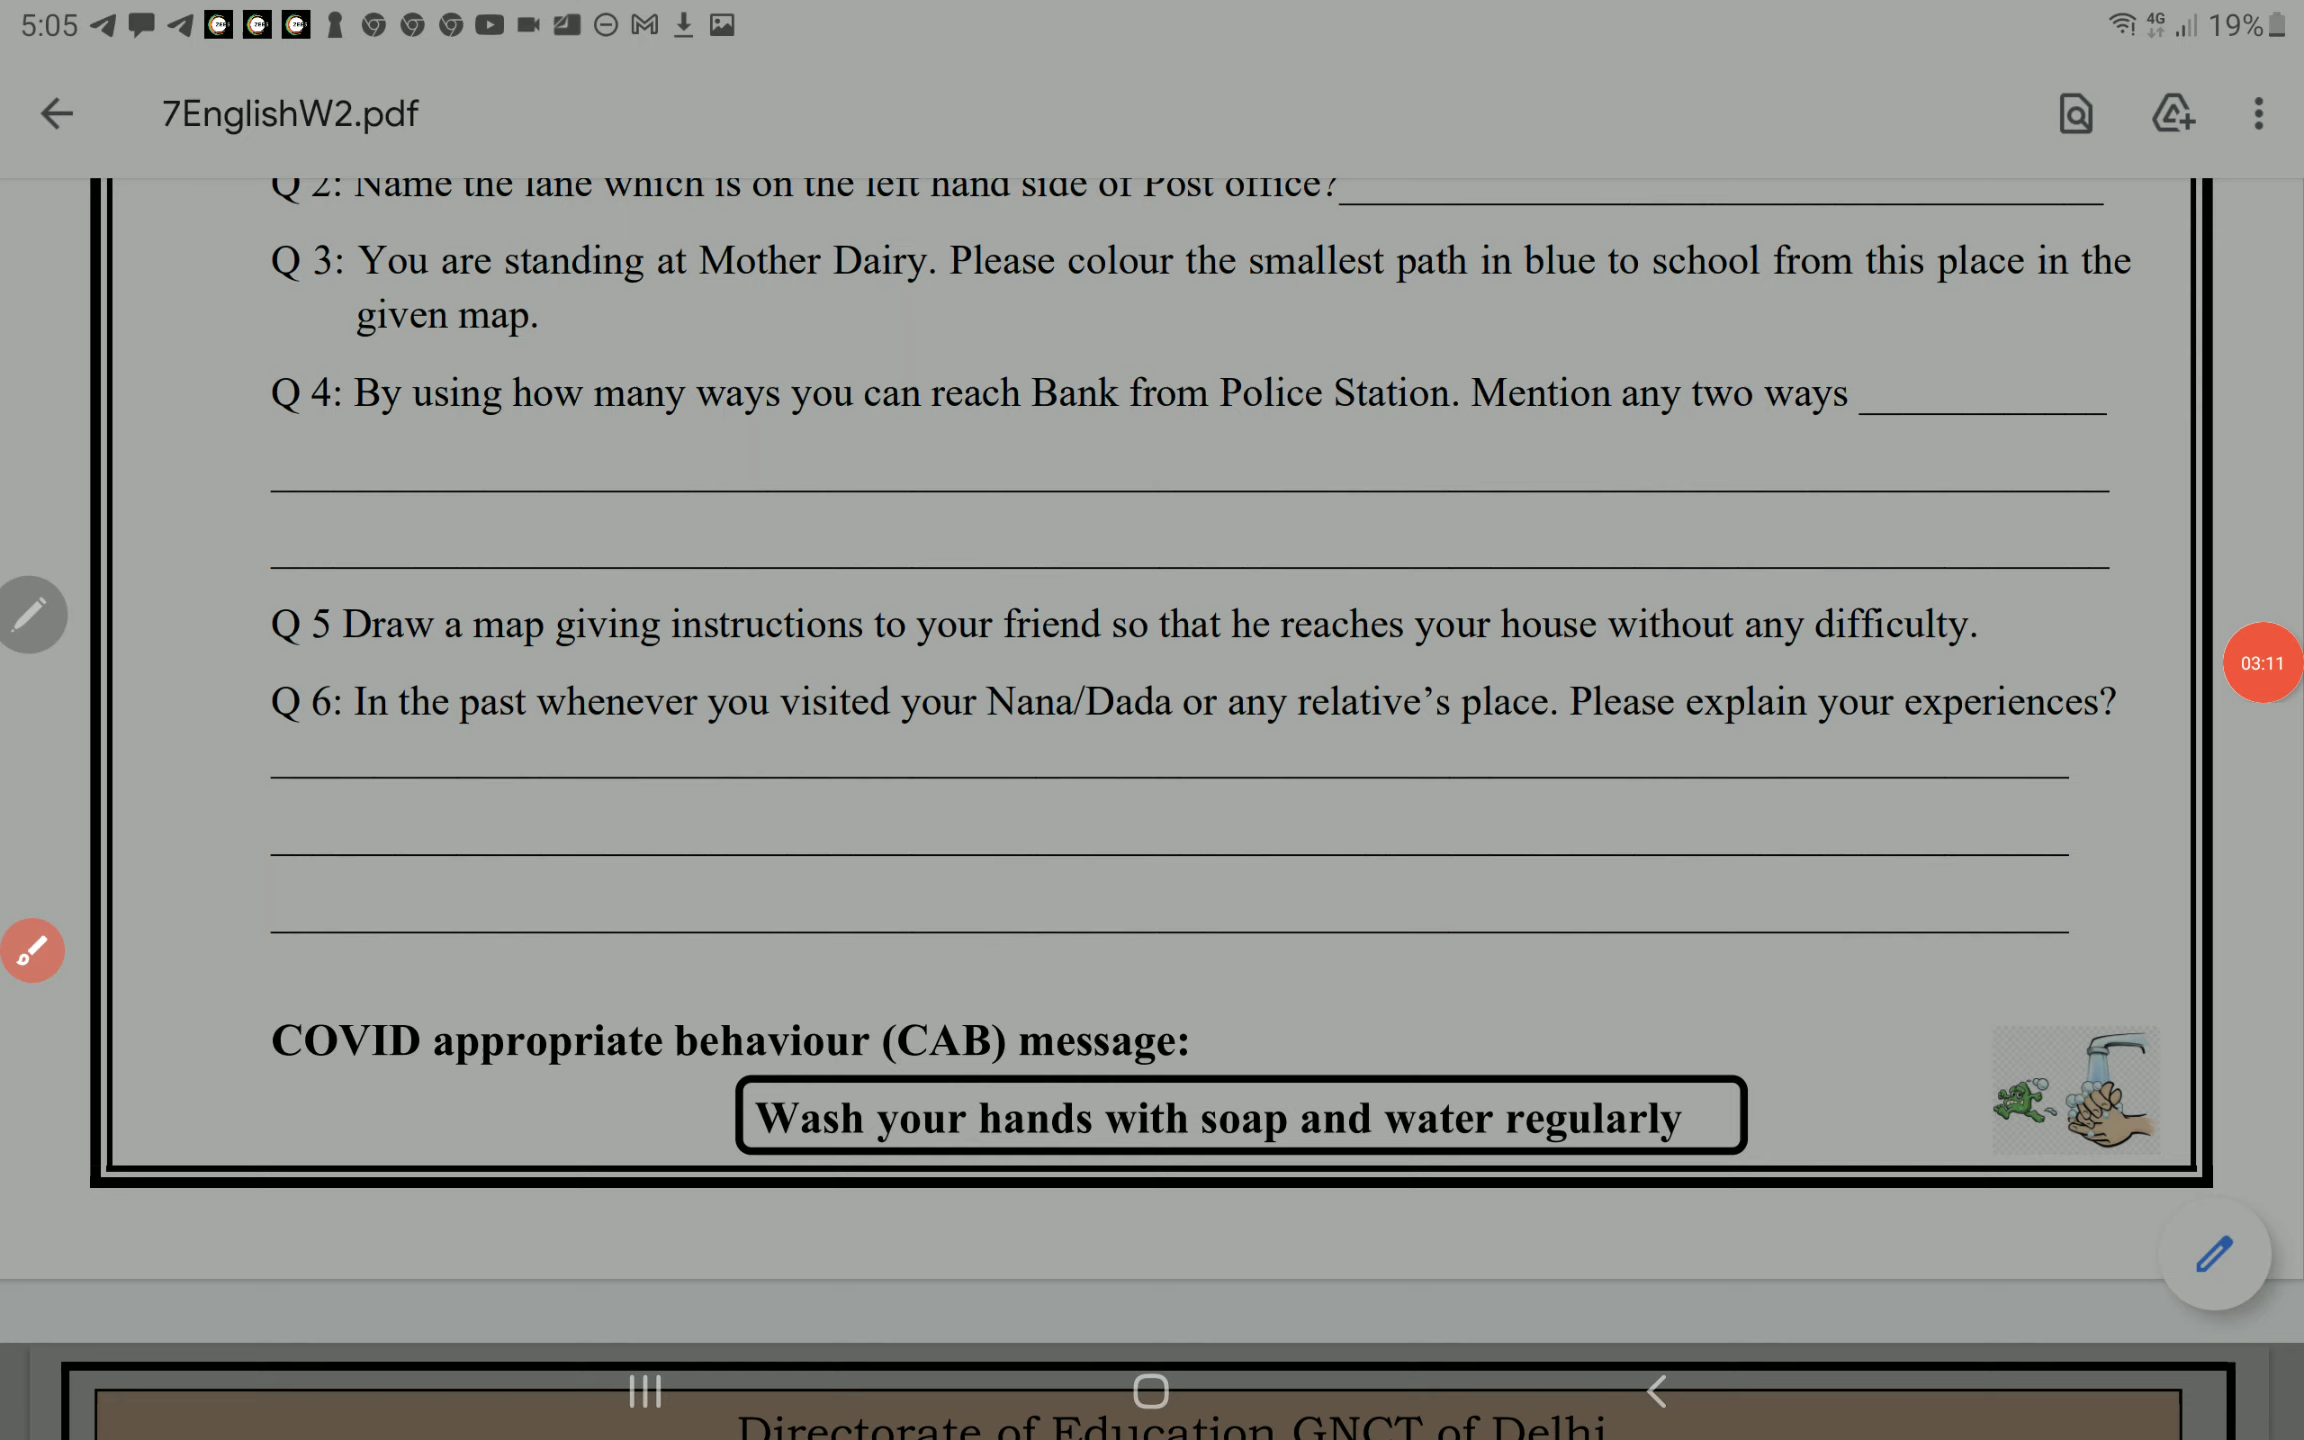 5:05
4G
19%
7EnglishW2.pdf
Q 2: Name the lane which is on the left hand side of Post office?
Q 3: You are standing at Mother Dairy. Please colour the smallest path in blue to school from this place in the
given map.
Q 4: By using how many ways you can reach Bank from Police Station. Mention any two ways
Q 5 Draw a map giving instructions to your friend so that he reaches your house without any difficulty.
03:11
Q 6: In the past whenever you visited your Nana/Dada or any relative's place. Please explain your experiences?
COVID appropriate behaviour (CAB) message:
Wash your hands with soap and water regularly
Directorate of Education GNCT of Delhi